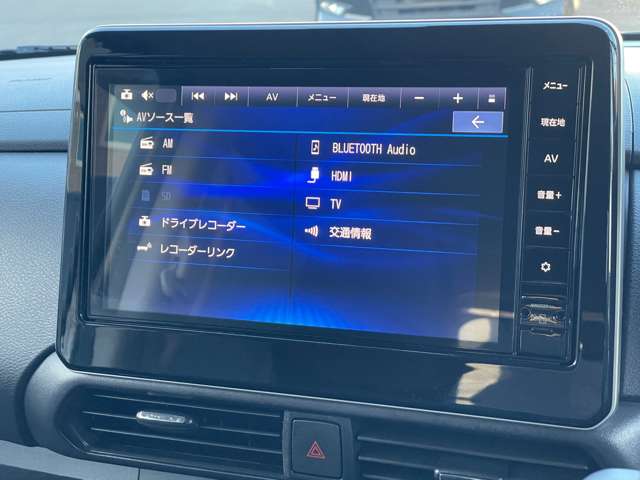 AV メニュー 現在地 − +
AVソース一覧
AM
FM
SD
ドライブレコーダー
レコーダーリンク
BLUETOOTH Audio
HDMI
TV
交通情報
メニュー
現在地
AV
音量+
音量−